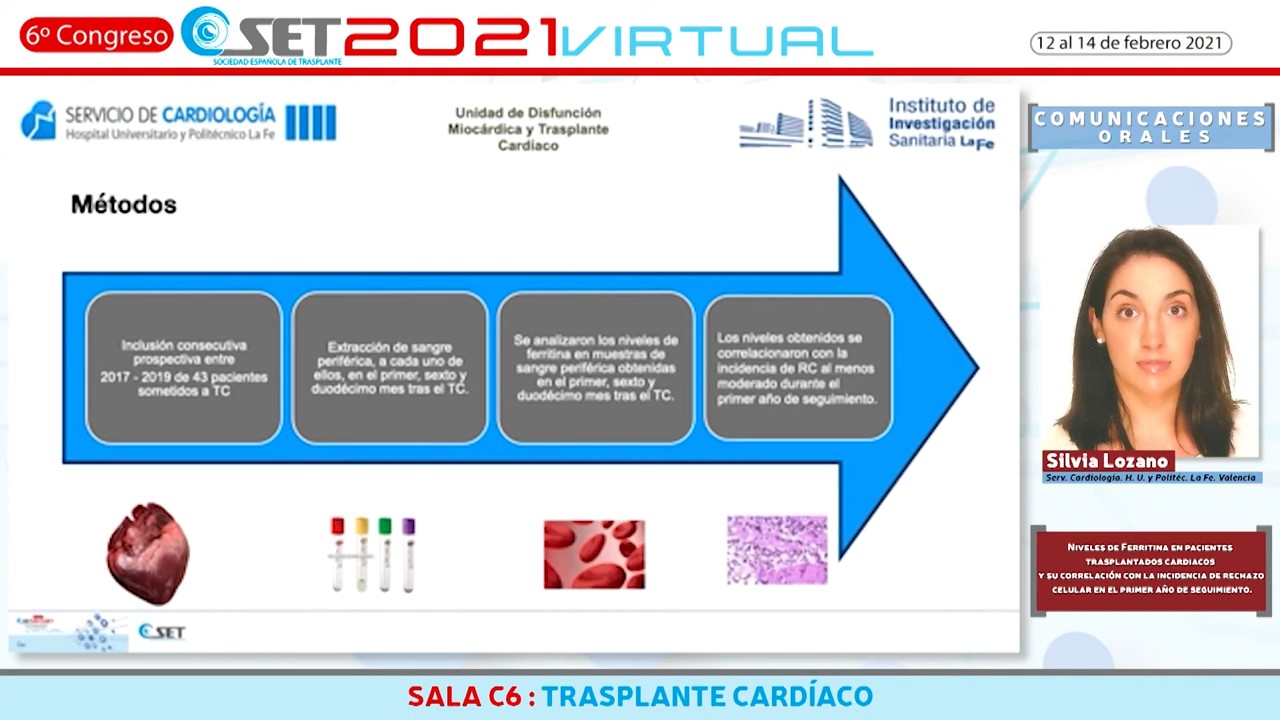 6º Congreso
SET 2021 VIRTUAL
SOCIEDAD ESPAÑOLA DE TRASPLANTE
12 al 14 de febrero 2021
SERVICIO DE CARDIOLOGÍA
Hospital Universitario y Politécnico La Fe
Unidad de Disfunción
Miocárdica y Trasplante
Cardíaco
Instituto de
Investigación
Sanitaria La Fe
COMUNICACIONES
ORALES
Métodos
Inclusión consecutiva
prospectiva entre
2017 - 2019 de 43 pacientes
sometidos a TC
Extracción de sangre
periférica, a cada uno de
ellos, en el primer, sexto y
duodécimo mes tras el TC.
Se analizaron los niveles de
ferritina en muestras de
sangre periférica obtenidas
en el primer, sexto y
duodécimo mes tras el TC.
Los niveles obtenidos se
correlacionaron con la
incidencia de RC al menos
moderado durante el
primer año de seguimiento.
Silvia Lozano
Serv. Cardiología. H. U. y Politéc. La Fe. Valencia
Niveles de Ferritina en pacientes
trasplantados cardiacos
y su correlación con la incidencia de rechazo
celular en el primer año de seguimiento.
SET
SALA C6 : TRASPLANTE CARDÍACO